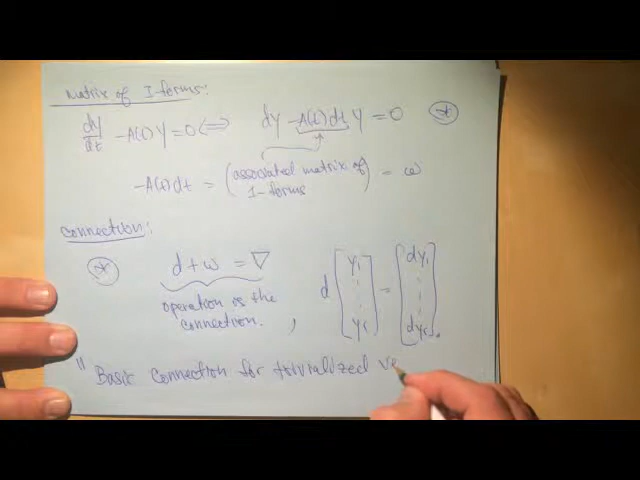 Matrix of 1-forms:
dY/dt - A(t)Y = 0 ⟺ dY - A(t)dt Y = 0 (*)
-A(t)dt = (associated matrix of 1-forms) = ω
Connection:
(*) d + ω = ∇
operation is the connection. , d [y₁ ⋮ yᵣ] = [dy₁ ⋮ dyᵣ].
"Basic connection for trivialized ve